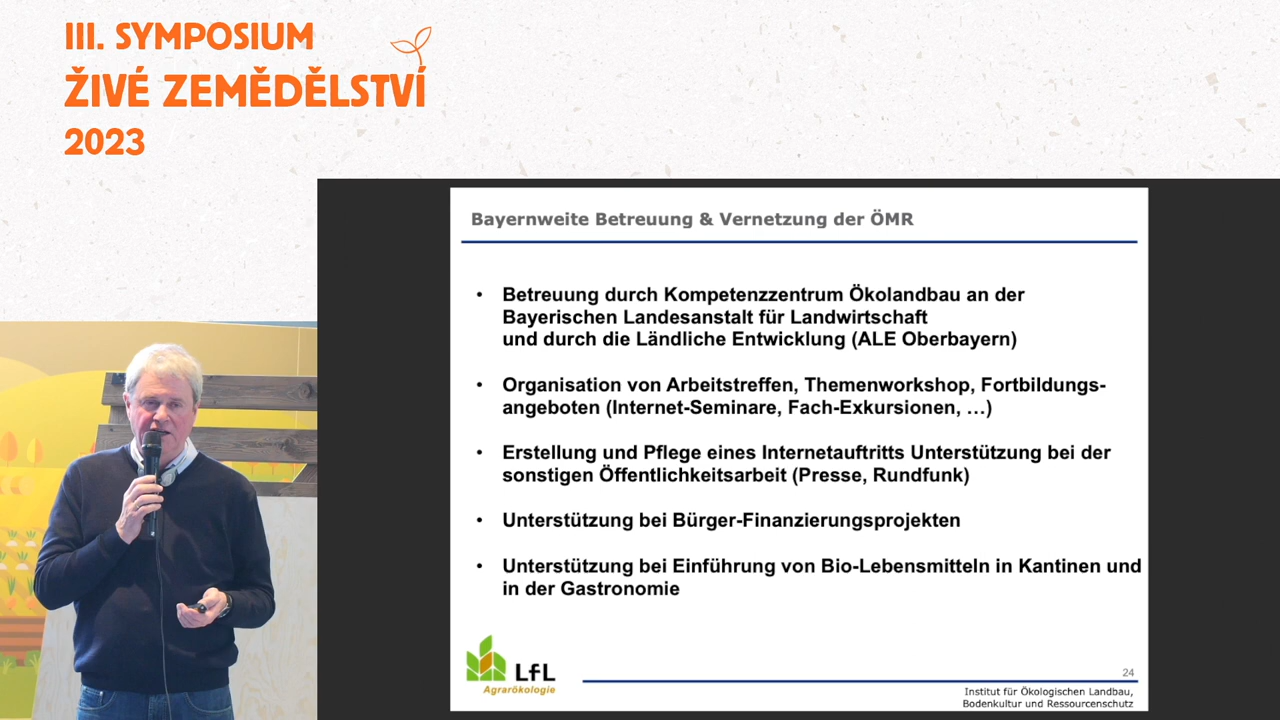 III. SYMPOSIUM
ŽIVÉ ZEMĚDĚLSTVÍ
2023
Bayernweite Betreuung & Vernetzung der ÖMR
• Betreuung durch Kompetenzzentrum Ökolandbau an der
Bayerischen Landesanstalt für Landwirtschaft
und durch die Ländliche Entwicklung (ALE Oberbayern)
• Organisation von Arbeitstreffen, Themenworkshop, Fortbildungs-
angeboten (Internet-Seminare, Fach-Exkursionen, …)
• Erstellung und Pflege eines Internetauftritts Unterstützung bei der
sonstigen Öffentlichkeitsarbeit (Presse, Rundfunk)
• Unterstützung bei Bürger-Finanzierungsprojekten
• Unterstützung bei Einführung von Bio-Lebensmitteln in Kantinen und
in der Gastronomie
LfL
Agrarökologie
24
Institut für Ökologischen Landbau,
Bodenkultur und Ressourcenschutz